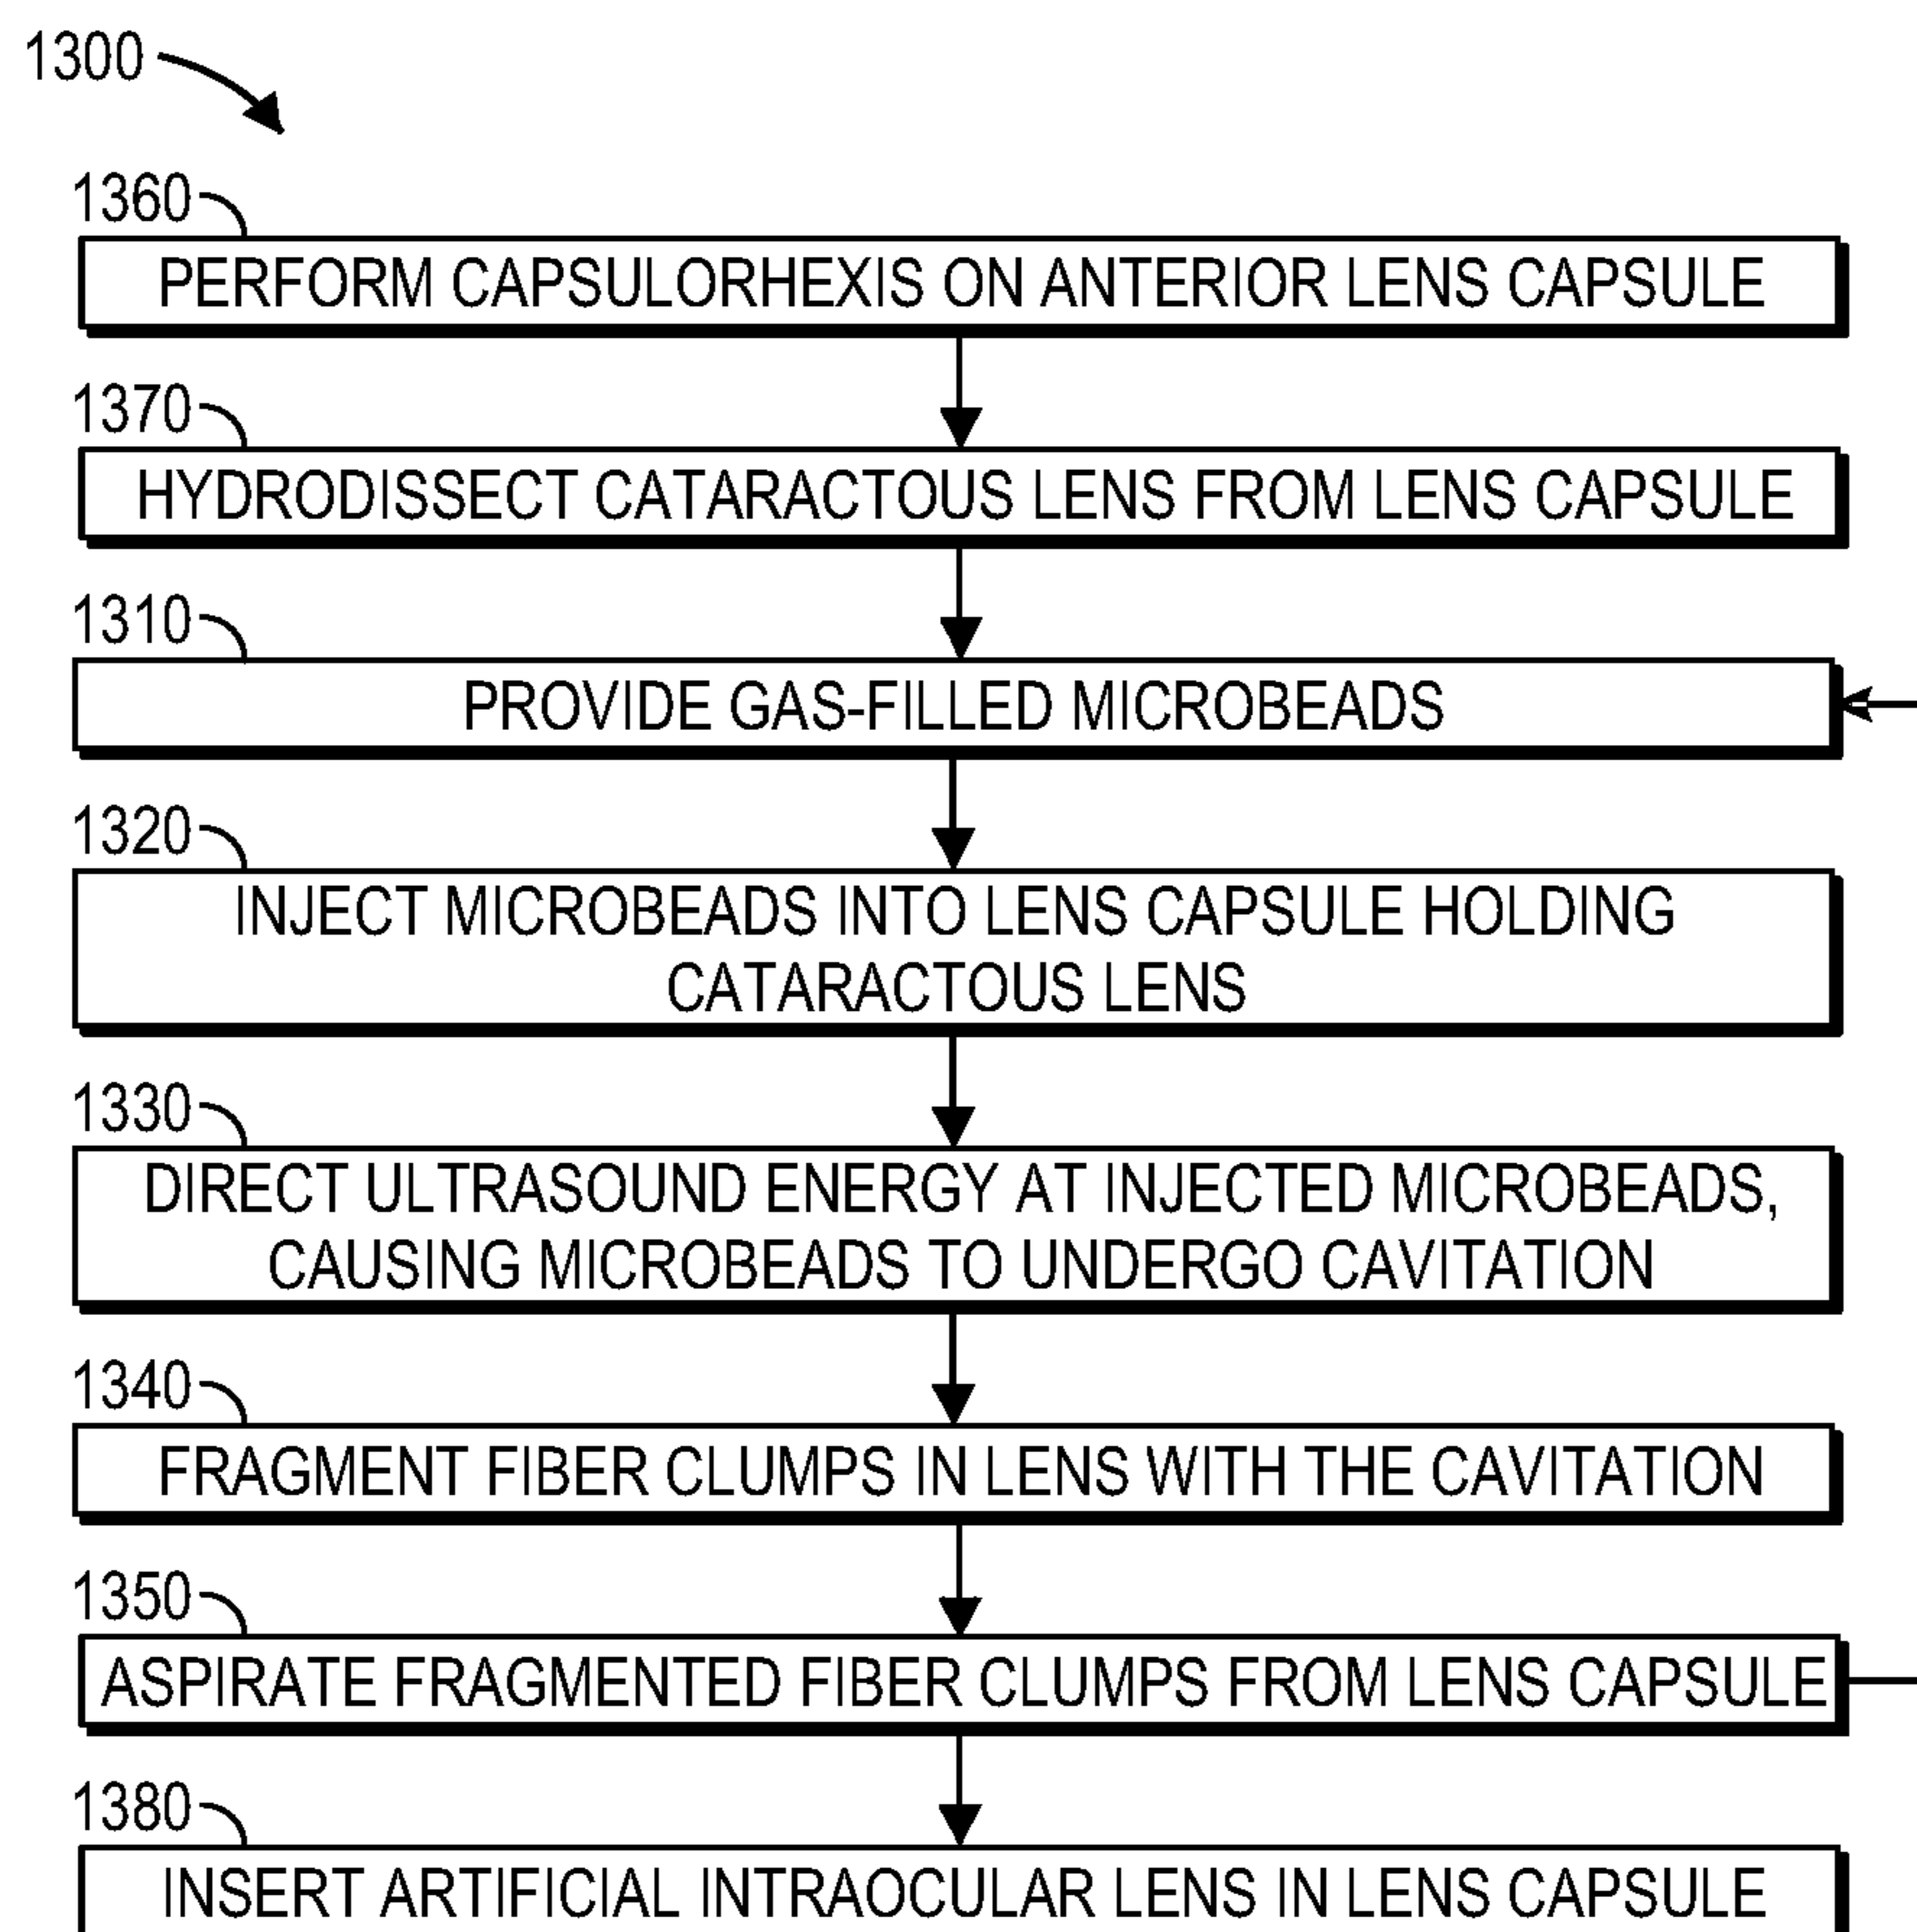 1300
1360
PERFORM CAPSULORHEXIS ON ANTERIOR LENS CAPSULE
1370
HYDRODISSECT CATARACTOUS LENS FROM LENS CAPSULE
1310
PROVIDE GAS-FILLED MICROBEADS
1320
INJECT MICROBEADS INTO LENS CAPSULE HOLDING
CATARACTOUS LENS
1330
DIRECT ULTRASOUND ENERGY AT INJECTED MICROBEADS,
CAUSING MICROBEADS TO UNDERGO CAVITATION
1340
FRAGMENT FIBER CLUMPS IN LENS WITH THE CAVITATION
1350
ASPIRATE FRAGMENTED FIBER CLUMPS FROM LENS CAPSULE
1380
INSERT ARTIFICIAL INTRAOCULAR LENS IN LENS CAPSULE